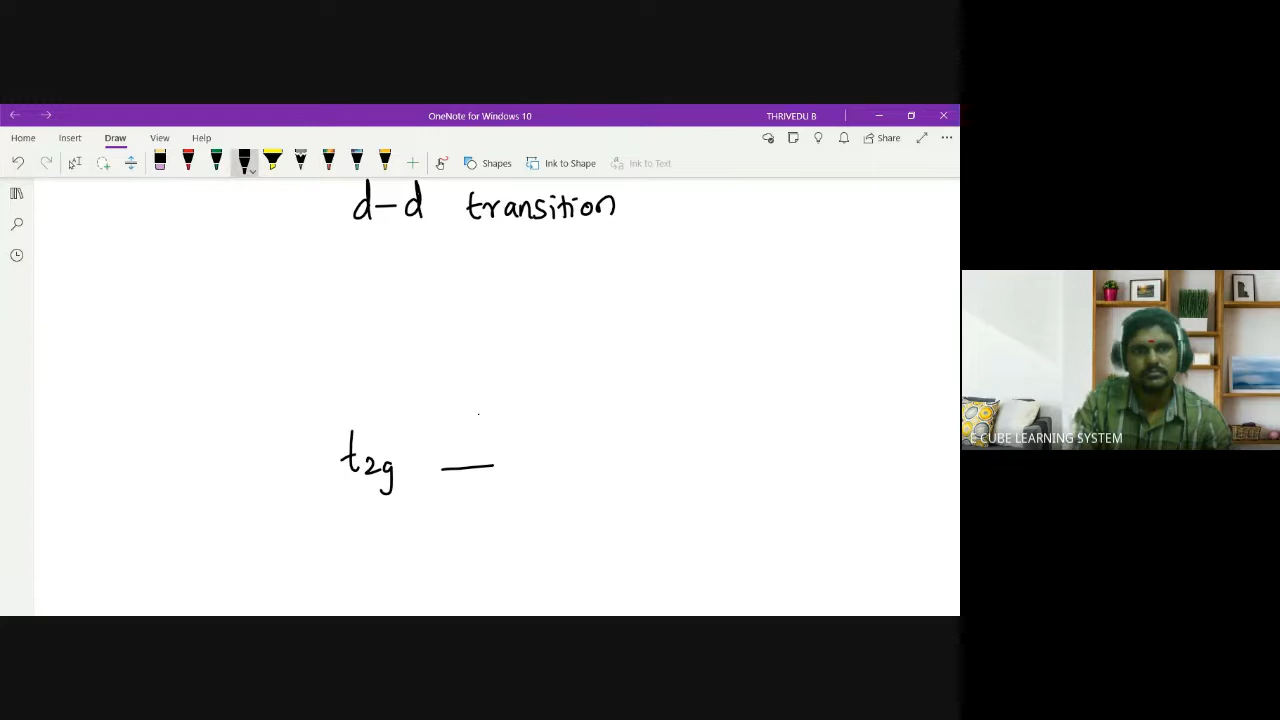 OneNote for Windows 10
THRIVEDU B
Home Insert Draw View Help
Share
Shapes Ink to Shape Ink to Text
d-d transition
t2g —
E CUBE LEARNING SYSTEM